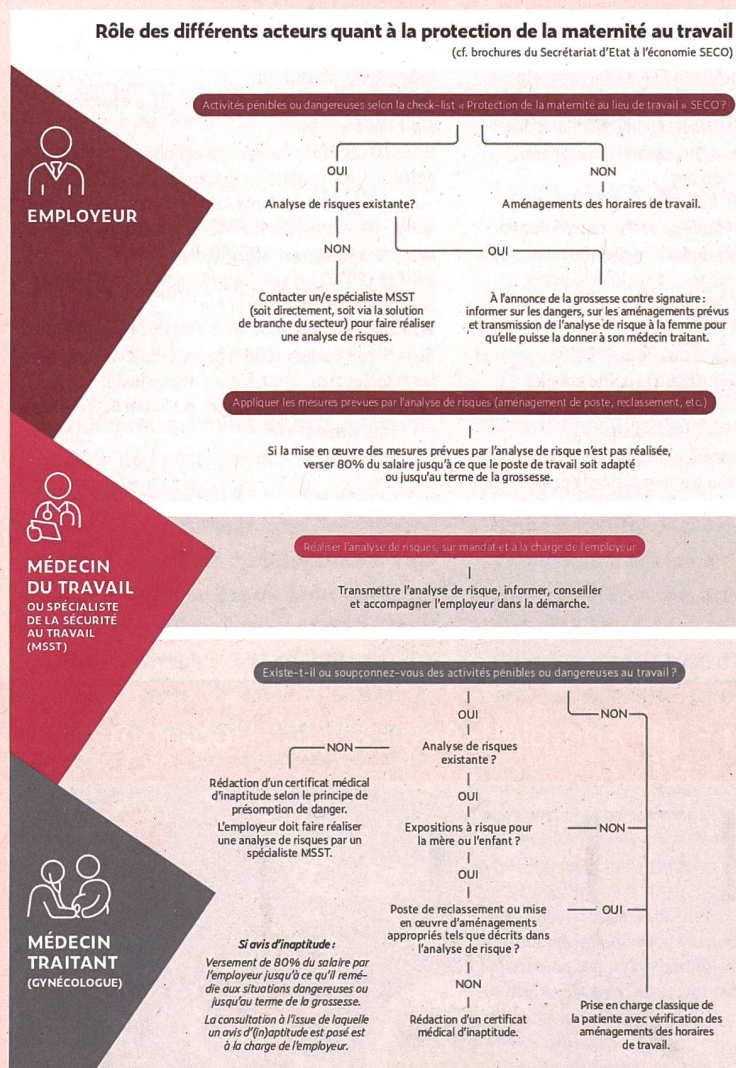 Rôle des différents acteurs quant à la protection de la maternité au travail
(cf. brochures du Secrétariat d'Etat à l'économie SECO)
Activités pénibles ou dangereuses selon la check-list « Protection de la maternité au lieu de travail » SECO ?
EMPLOYEUR
OUI
NON
Analyse de risques existante?
Aménagements des horaires de travail.
NON
OUI
Contacter un/e spécialiste MSST
(soit directement, soit via la solution
de branche du secteur) pour faire réaliser
une analyse de risques.
À l'annonce de la grossesse contre signature :
informer sur les dangers, sur les aménagements prévus
et transmission de l'analyse de risque à la femme pour
qu'elle puisse la donner à son médecin traitant.
Appliquer les mesures prévues par l'analyse de risques (aménagement de poste, reclassement, etc.)
Si la mise en œuvre des mesures prévues par l'analyse de risque n'est pas réalisée,
verser 80% du salaire jusqu'à ce que le poste de travail soit adapté
ou jusqu'au terme de la grossesse.
MÉDECIN
DU TRAVAIL
OU SPÉCIALISTE
DE LA SÉCURITÉ
AU TRAVAIL
(MSST)
Réaliser l'analyse de risques, sur mandat et à la charge de l'employeur
Transmettre l'analyse de risque, informer, conseiller
et accompagner l'employeur dans la démarche.
MÉDECIN
TRAITANT
(GYNÉCOLOGUE)
Existe-t-il ou soupçonnez-vous des activités pénibles ou dangereuses au travail ?
OUI
NON
Analyse de risques
existante ?
NON
Rédaction d'un certificat médical
d'inaptitude selon le principe de
présomption de danger.
L'employeur doit faire réaliser
une analyse de risques par un
spécialiste MSST.
OUI
Expositions à risque pour
la mère ou l'enfant ?
NON
OUI
Poste de reclassement ou mise
en œuvre d'aménagements
appropriés tels que décrits dans
l'analyse de risque ?
OUI
NON
Rédaction d'un certificat
médical d'inaptitude.
Prise en charge classique de
la patiente avec vérification des
aménagements des horaires
de travail.
Si avis d'inaptitude :
Versement de 80% du salaire par
l'employeur jusqu'à ce qu'il remé-
die aux situations dangereuses ou
jusqu'au terme de la grossesse.
La consultation à l'issue de laquelle
un avis d'(in)aptitude est posé est
à la charge de l'employeur.